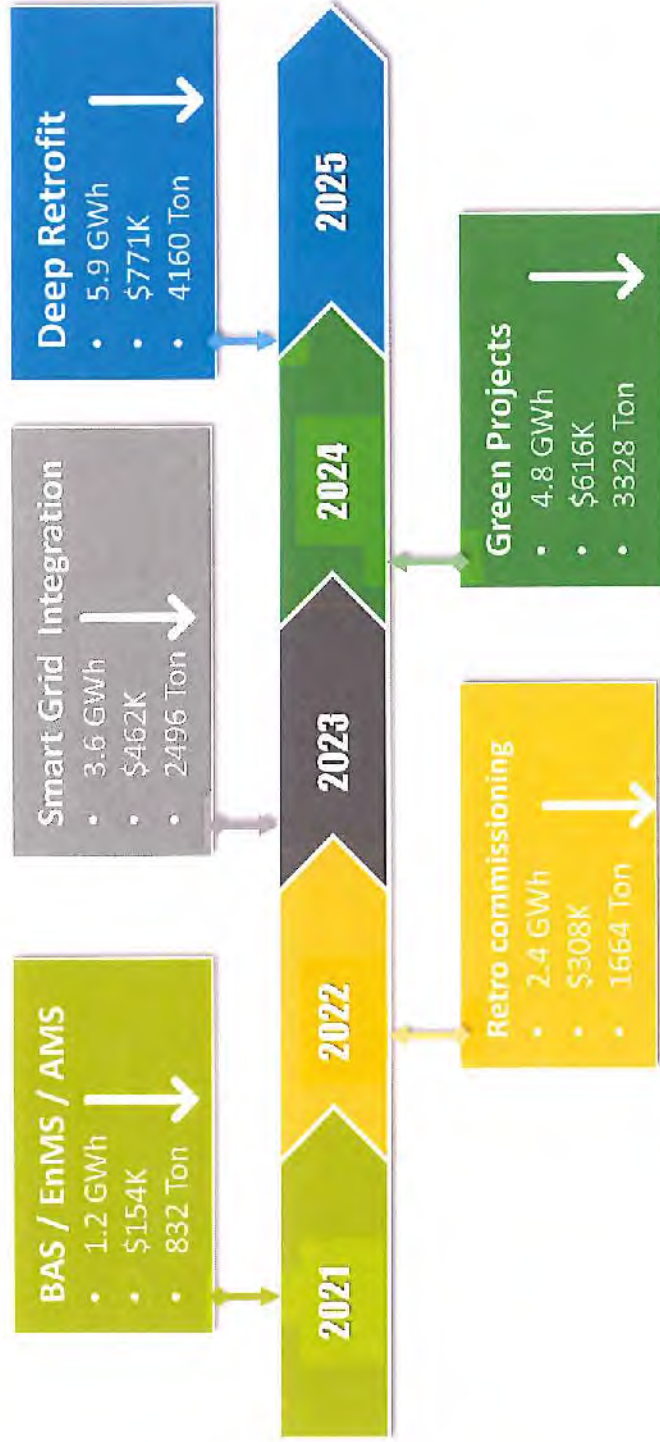 BAS / EnMS / AMS
• 1.2 GWh
• $154K
• 832 Ton
Smart Grid Integration
• 3.6 GWh
• $462K
• 2496 Ton
Deep Retrofit
• 5.9 GWh
• $771K
• 4160 Ton
2021
2022
2023
2024
2025
Retro commissioning
• 2.4 GWh
• $308K
• 1664 Ton
Green Projects
• 4.8 GWh
• $616K
• 3328 Ton